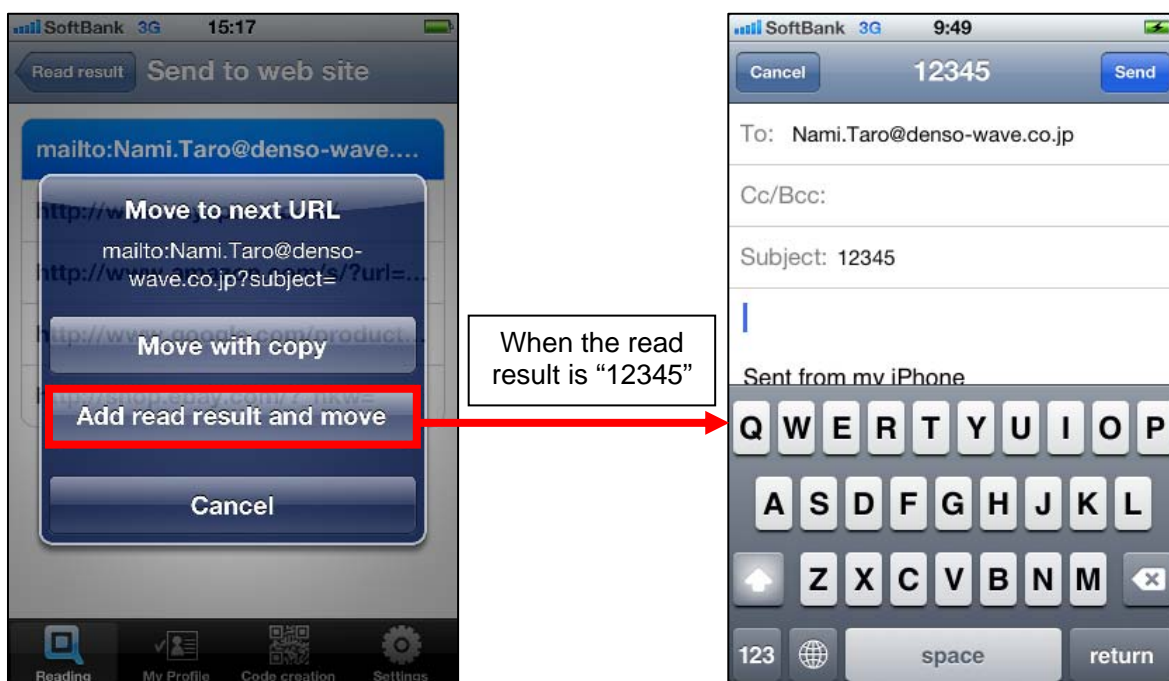 SoftBank 3G 15:17
Read result Send to web site
mailto:Nami.Taro@denso-wave....
Move to next URL
mailto:Nami.Taro@denso-
wave.co.jp?subject=
Move with copy
Add read result and move
Cancel
Reading My Profile Code creation Settings
When the read
result is “12345”
SoftBank 3G 9:49
Cancel 12345 Send
To: Nami.Taro@denso-wave.co.jp
Cc/Bcc:
Subject: 12345
Sent from my iPhone
Q W E R T Y U I O P
A S D F G H J K L
Z X C V B N M
123 space return